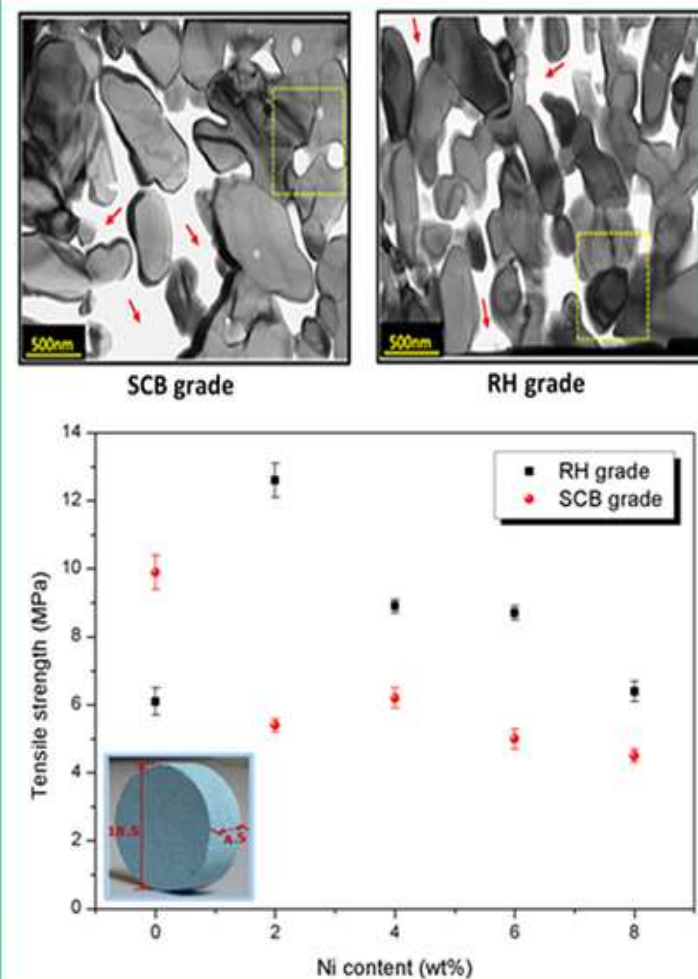 500nm
500nm
SCB grade
RH grade
14
12
10
8
6
4
2
0
Tensile strength (MPa)
RH grade
SCB grade
18.5
4.5
0
2
4
6
8
Ni content (wt%)